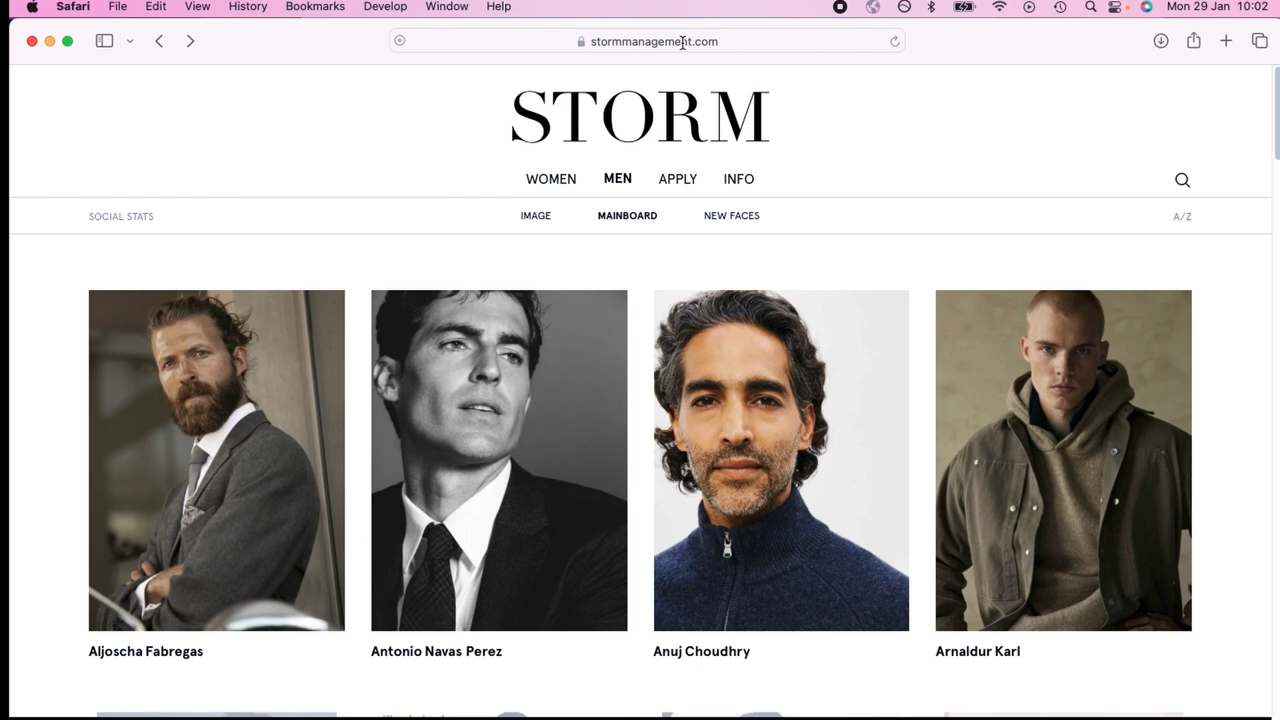 Safari File Edit View History Bookmarks Develop Window Help Mon 29 Jan 10:02
stormmanagement.com
STORM
WOMEN MEN APPLY INFO
SOCIAL STATS IMAGE MAINBOARD NEW FACES A/Z
Aljoscha Fabregas Antonio Navas Perez Anuj Choudhry Arnaldur Karl